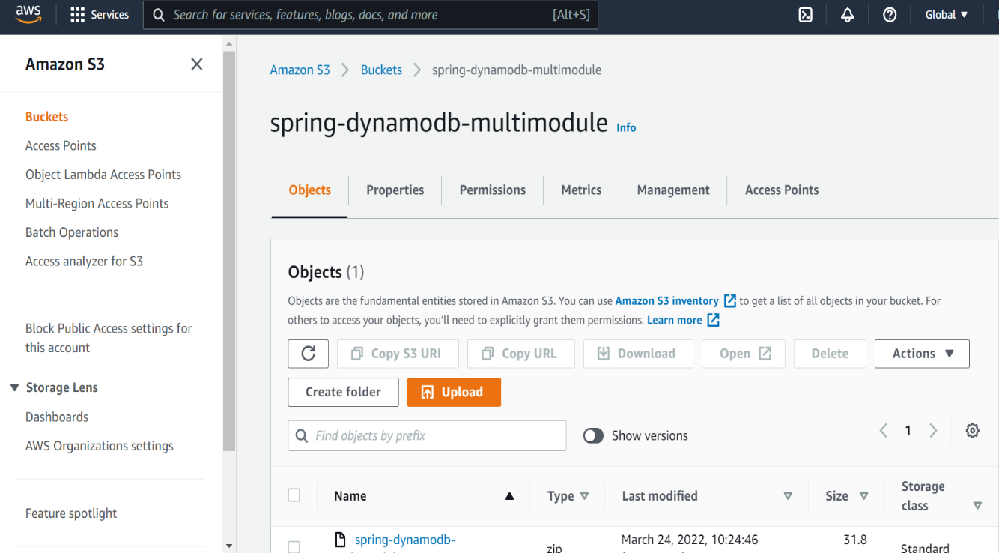 aws
Services
Search for services, features, blogs, docs, and more
[Alt+S]
Global
Amazon S3
Buckets
Access Points
Object Lambda Access Points
Multi-Region Access Points
Batch Operations
Access analyzer for S3
Block Public Access settings for
this account
Storage Lens
Dashboards
AWS Organizations settings
Feature spotlight
Amazon S3 > Buckets > spring-dynamodb-multimodule
spring-dynamodb-multimodule Info
Objects Properties Permissions Metrics Management Access Points
Objects (1)
Objects are the fundamental entities stored in Amazon S3. You can use Amazon S3 inventory to get a list of all objects in your bucket. For
others to access your objects, you'll need to explicitly grant them permissions. Learn more
Copy S3 URI Copy URL Download Open Delete Actions
Create folder Upload
Find objects by prefix Show versions 1
Name Type Last modified Size Storage
class
spring-dynamodb- zip March 24, 2022, 10:24:46 31.8 Standard